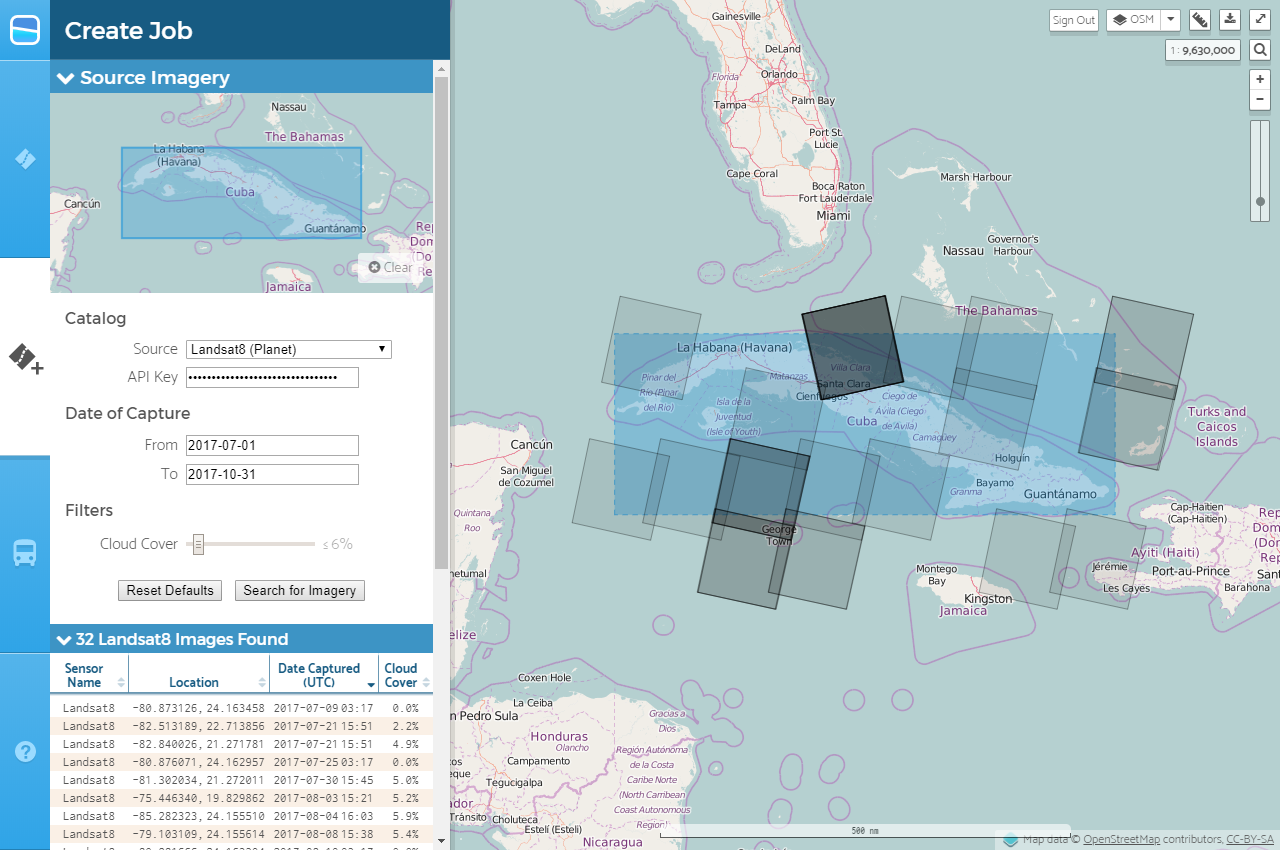 Create Job
Source Imagery
Nassau
The Bahamas
La Habana
(Havana)
Cuba
Cancún
Guantánamo
Jamaica
Clear
Catalog
Source Landsat8 (Planet)
API Key ••••••••••••••••••••••••••••••••
Date of Capture
From 2017-07-01
To 2017-10-31
Filters
Cloud Cover ≤ 6%
Reset Defaults Search for Imagery
32 Landsat8 Images Found
Sensor Name Location Date Captured (UTC) Cloud Cover
Landsat8 -80.873126, 24.163458 2017-07-09 03:17 0.0%
Landsat8 -82.513189, 22.713856 2017-07-21 15:51 2.2%
Landsat8 -82.840026, 21.271781 2017-07-21 15:51 4.9%
Landsat8 -80.876071, 24.162957 2017-07-25 03:17 0.0%
Landsat8 -81.302034, 21.272011 2017-07-30 15:45 5.0%
Landsat8 -75.446340, 19.829862 2017-08-03 15:21 5.2%
Landsat8 -85.282323, 24.155510 2017-08-04 16:03 5.9%
Landsat8 -79.103109, 24.155614 2017-08-08 15:38 5.4%
Sign Out
OSM
1 : 9,630,000
+
−
Gainesville
DeLand
Florida
Orlando
Tampa
Palm Bay
Port St.
Lucie
Cape Coral
Boca Raton
Fort Lauderdale
Miami
Marsh Harbour
Nassau
Governor's
Harbour
The Bahamas
La Habana (Havana)
Villa Clara
Matanzas
Santa Clara
Pinar del
Río (Pinar
del Río)
Isla de la
Juventud
(Isle of Youth)
Ciego de
Ávila (Ciego
de Ávila)
Cuba
Camagüey
Turks and
Caicos
Islands
Cancún
San Miguel
de Cozumel
Holguín
Bayamo
Granma
Guantánamo
Quintana
Roo
George
Town
Cap-Haïtien
(Cap-Haïtien)
Ayiti (Haiti)
Port-au-Prince
Jérémie
Les Cayes
Barahona
Montego
Bay
Kingston
Jamaica
Coxen Hole
La Ceiba
Gracias a
Dios
Honduras
Olancho
Campamento
Tegucigalpa
Región Autónoma
de la Costa
Caribe Norte
(North Carribean
Coast Autonomous
Region)
Choluteca
Estelí (Estelí)
Nicaragua
500 nm
Map data © OpenStreetMap contributors, CC-BY-SA